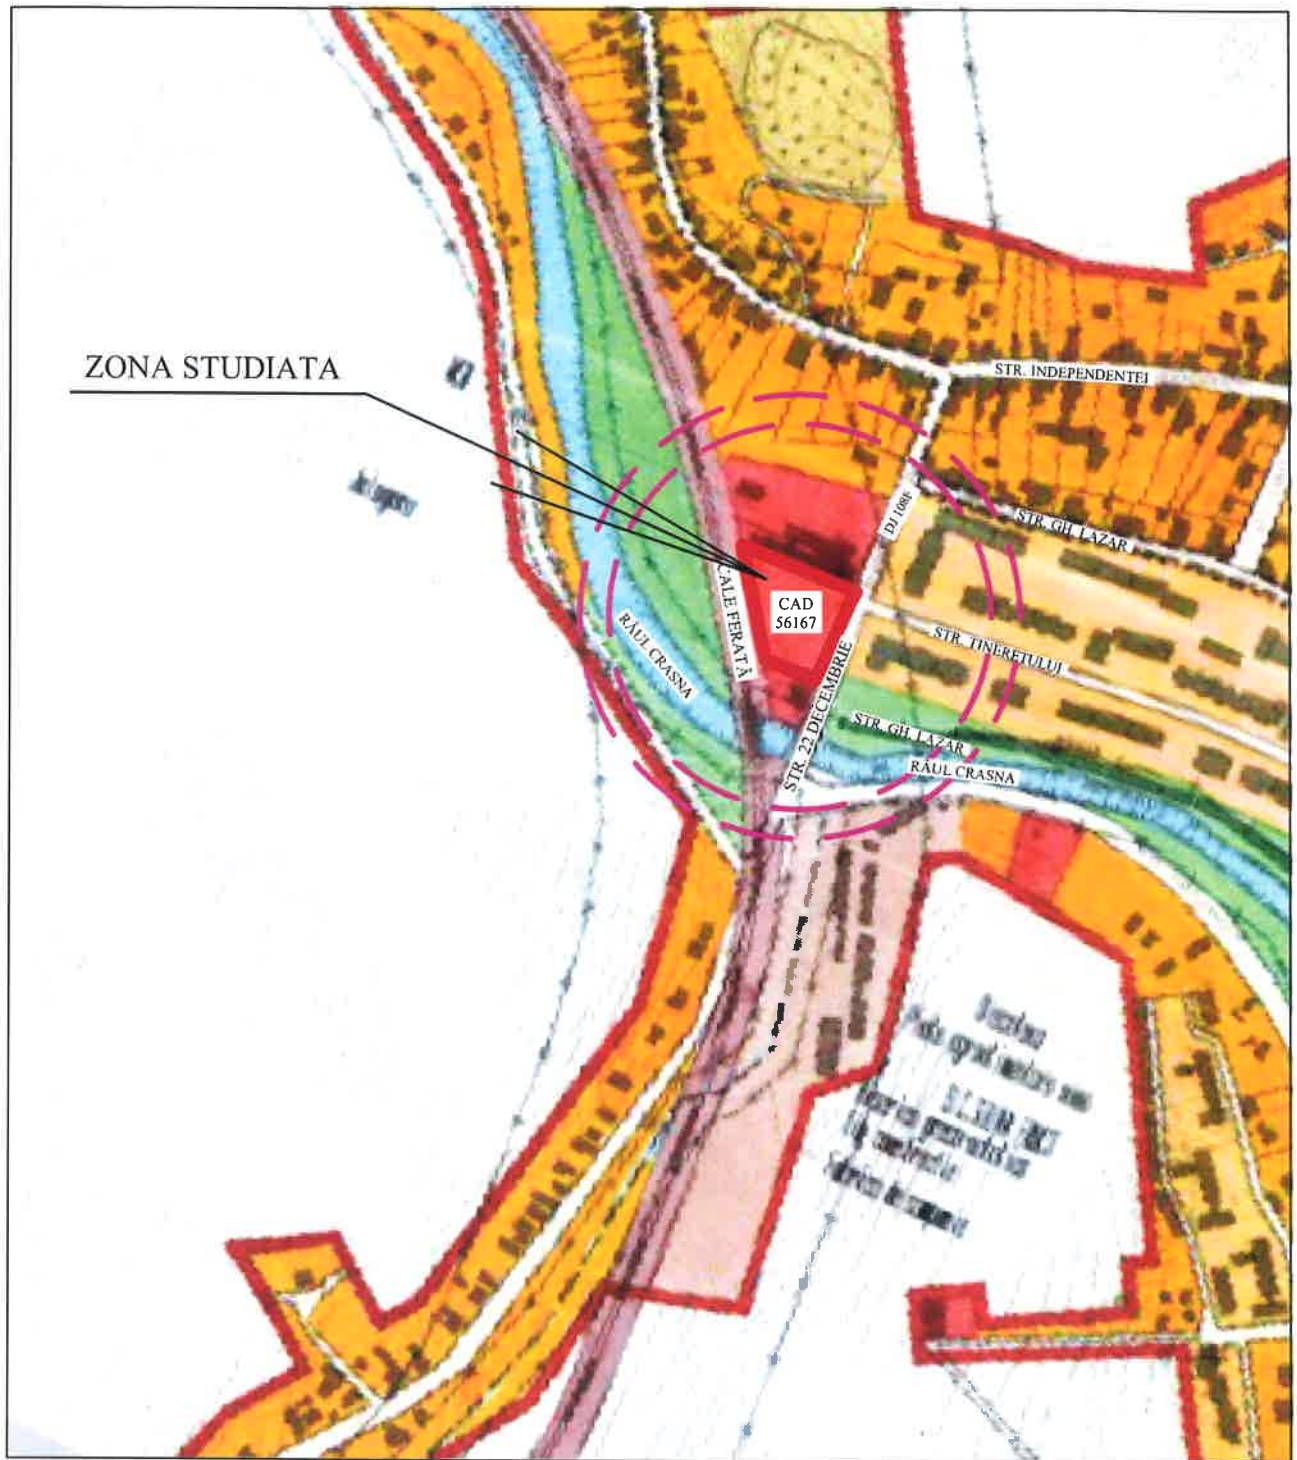 ZONA STUDIATA
STR. INDEPENDENTEI
DJ 108F
STR. GH. LAZAR
CALE FERATĂ
CAD
56167
RÂUL CRASNA
STR. TINERETULUI
STR. 22 DECEMBRIE
STR. GH. LAZAR
RÂUL CRASNA